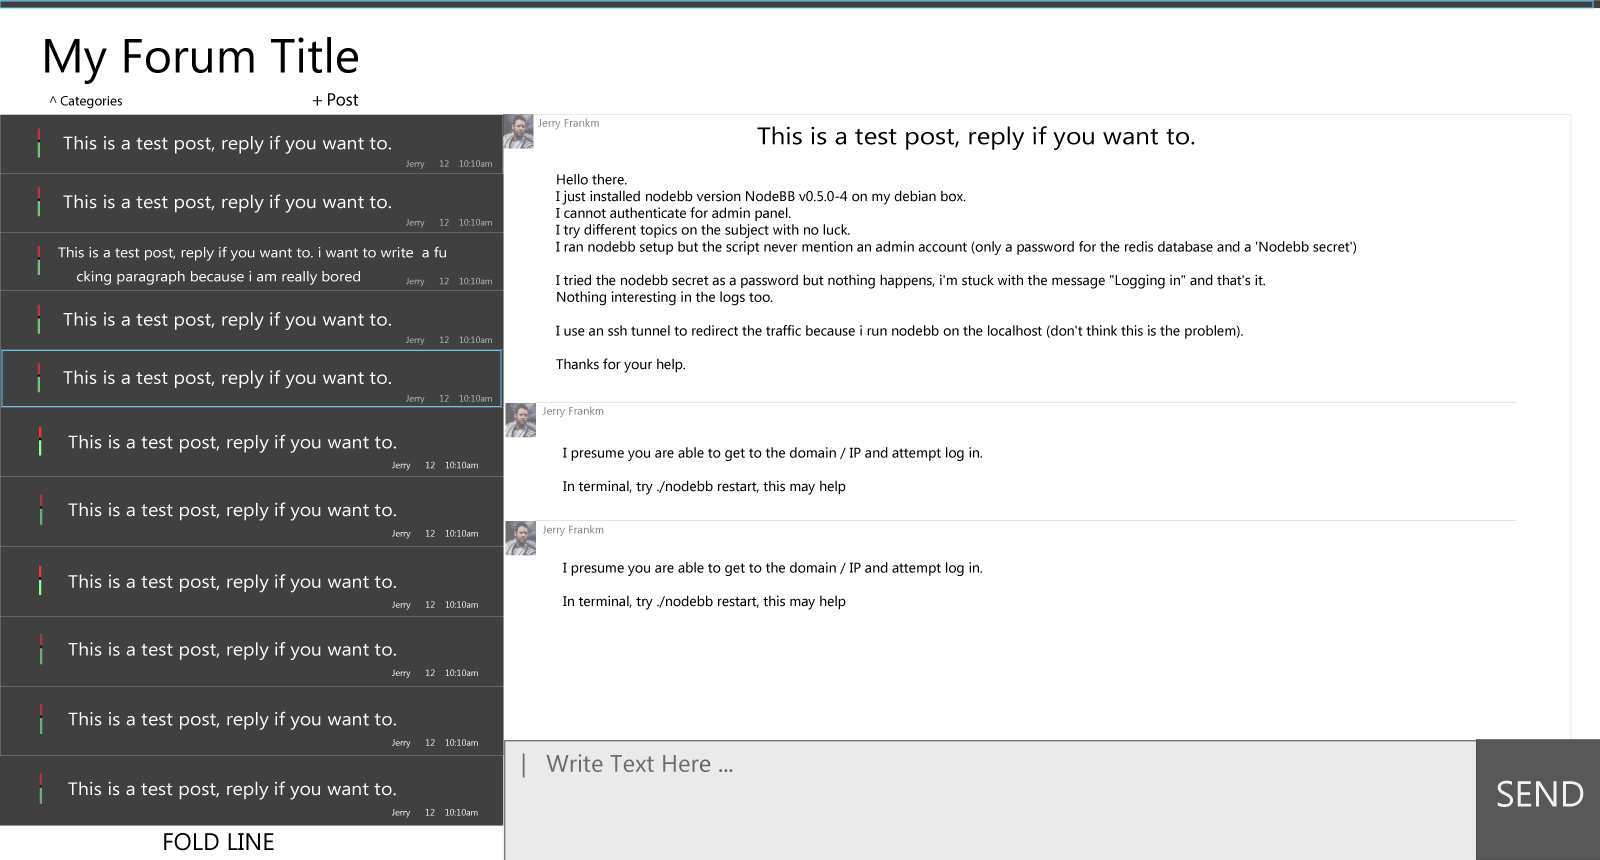 My Forum Title
^ Categories
+ Post
This is a test post, reply if you want to.
Jerry 12 10:10am
This is a test post, reply if you want to.
Jerry 12 10:10am
This is a test post, reply if you want to. i want to write a fu
cking paragraph because i am really bored
Jerry 12 10:10am
This is a test post, reply if you want to.
Jerry 12 10:10am
This is a test post, reply if you want to.
Jerry 12 10:10am
This is a test post, reply if you want to.
Jerry 12 10:10am
This is a test post, reply if you want to.
Jerry 12 10:10am
This is a test post, reply if you want to.
Jerry 12 10:10am
This is a test post, reply if you want to.
Jerry 12 10:10am
This is a test post, reply if you want to.
Jerry 12 10:10am
This is a test post, reply if you want to.
Jerry 12 10:10am
FOLD LINE
Jerry Frankm
This is a test post, reply if you want to.
Hello there.
I just installed nodebb version NodeBB v0.5.0-4 on my debian box.
I cannot authenticate for admin panel.
I try different topics on the subject with no luck.
I ran nodebb setup but the script never mention an admin account (only a password for the redis database and a 'Nodebb secret')
I tried the nodebb secret as a password but nothing happens, i'm stuck with the message "Logging in" and that's it.
Nothing interesting in the logs too.
I use an ssh tunnel to redirect the traffic because i run nodebb on the localhost (don't think this is the problem).
Thanks for your help.
Jerry Frankm
I presume you are able to get to the domain / IP and attempt log in.
In terminal, try ./nodebb restart, this may help
Jerry Frankm
I presume you are able to get to the domain / IP and attempt log in.
In terminal, try ./nodebb restart, this may help
| Write Text Here ...
SEND